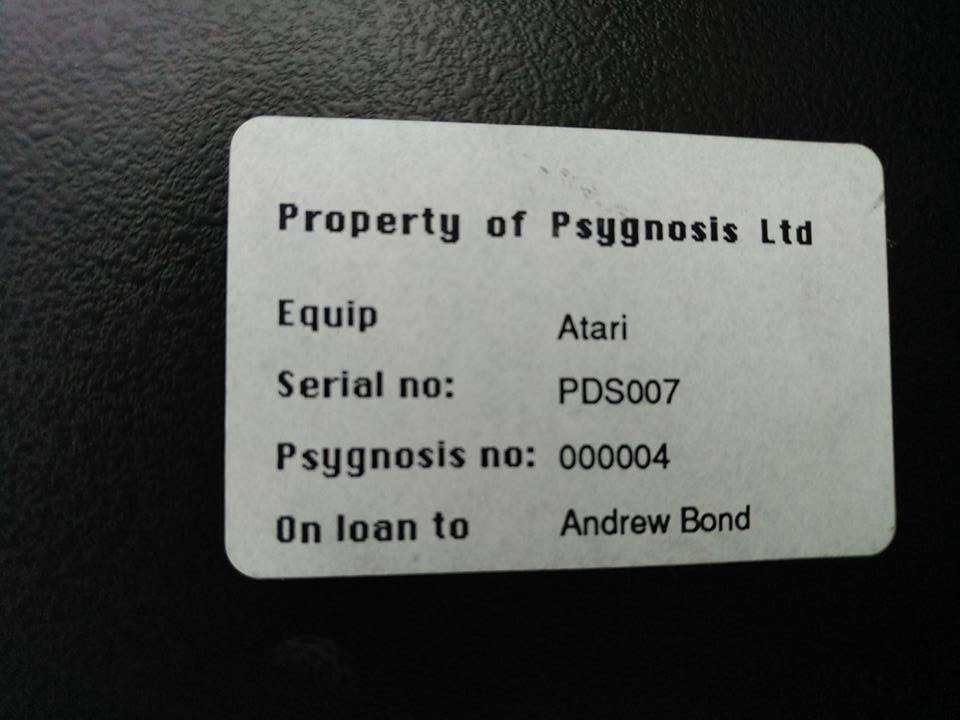 Property of Psygnosis Ltd
Equip Atari
Serial no: PDS007
Psygnosis no: 000004
On loan to Andrew Bond